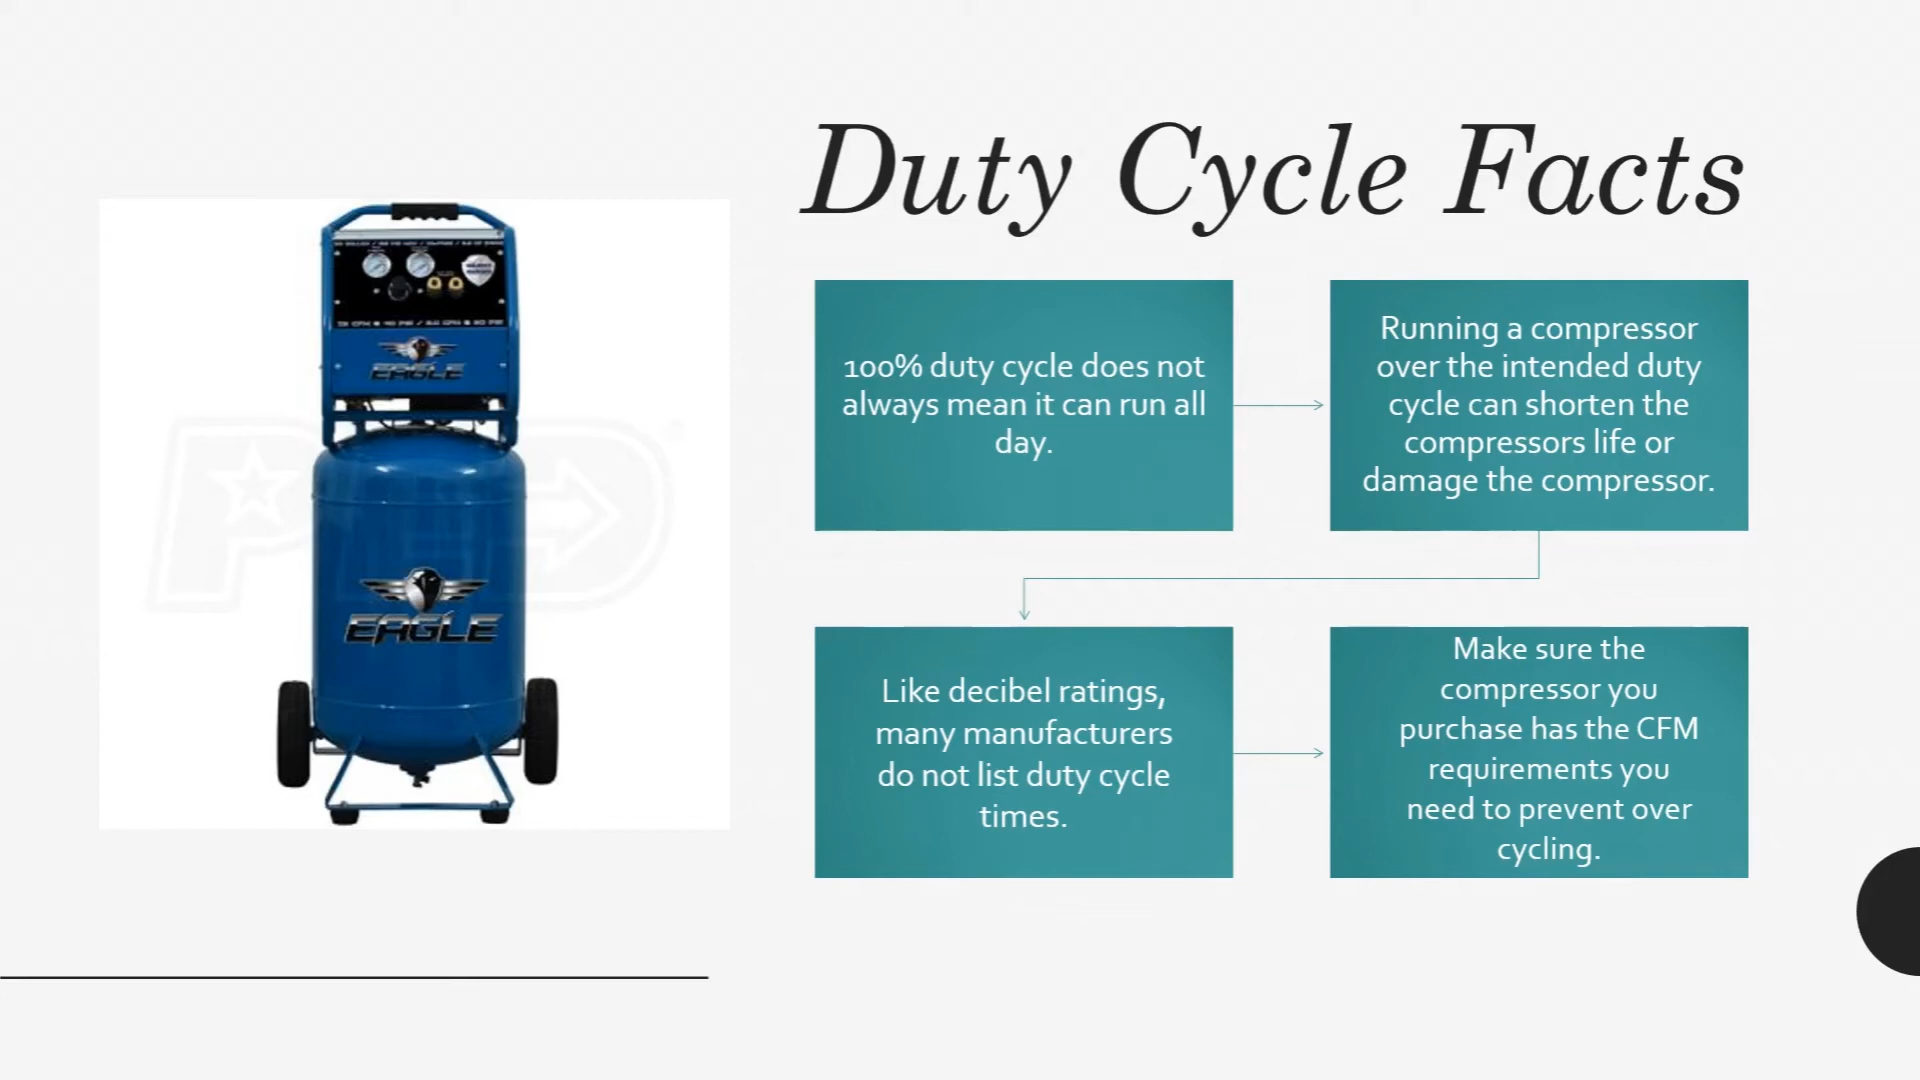 Duty Cycle Facts
100% duty cycle does not
always mean it can run all
day.
Running a compressor
over the intended duty
cycle can shorten the
compressors life or
damage the compressor.
Like decibel ratings,
many manufacturers
do not list duty cycle
times.
Make sure the
compressor you
purchase has the CFM
requirements you
need to prevent over
cycling.
EAGLE
EAGLE